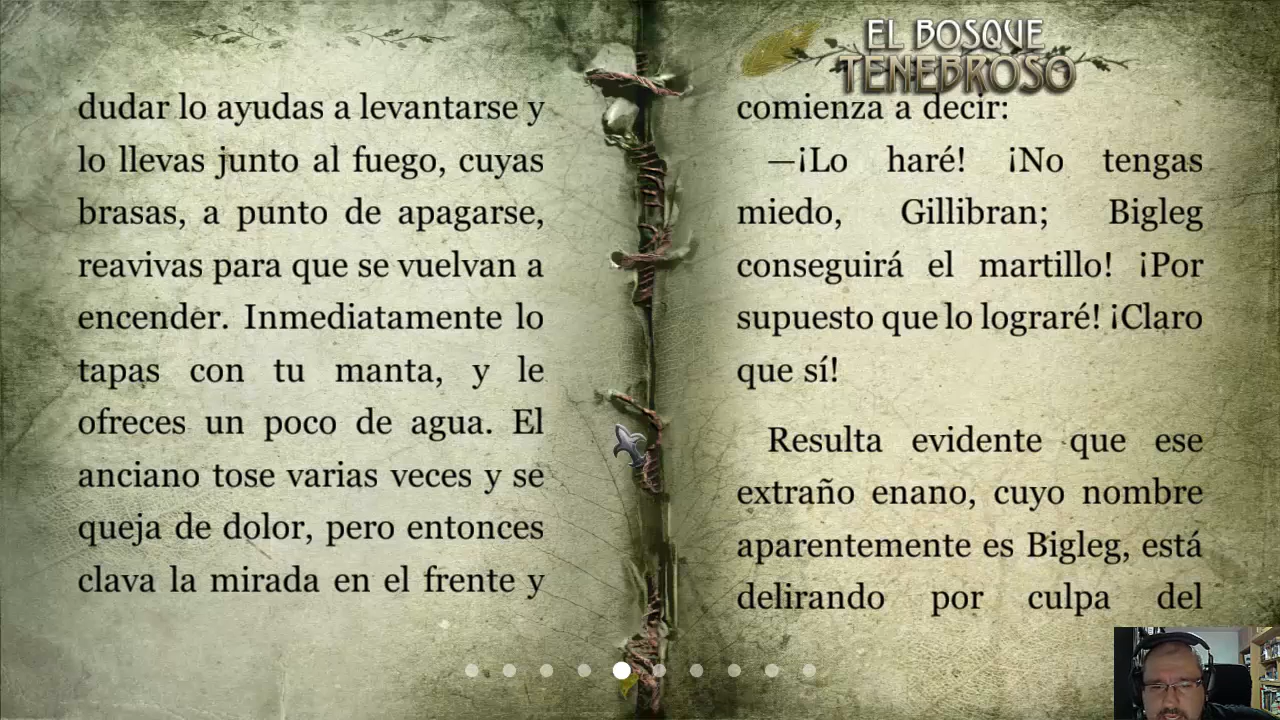 dudar lo ayudas a levantarse y
lo llevas junto al fuego, cuyas
brasas, a punto de apagarse,
reavivas para que se vuelvan a
encender. Inmediatamente lo
tapas con tu manta, y le
ofreces un poco de agua. El
anciano tose varias veces y se
queja de dolor, pero entonces
clava la mirada en el frente y
EL BOSQUE
TENEBROSO
comienza a decir:
—¡Lo haré! ¡No tengas
miedo, Gillibran; Bigleg
conseguirá el martillo! ¡Por
supuesto que lo lograré! ¡Claro
que sí!
Resulta evidente que ese
extraño enano, cuyo nombre
aparentemente es Bigleg, está
delirando por culpa del